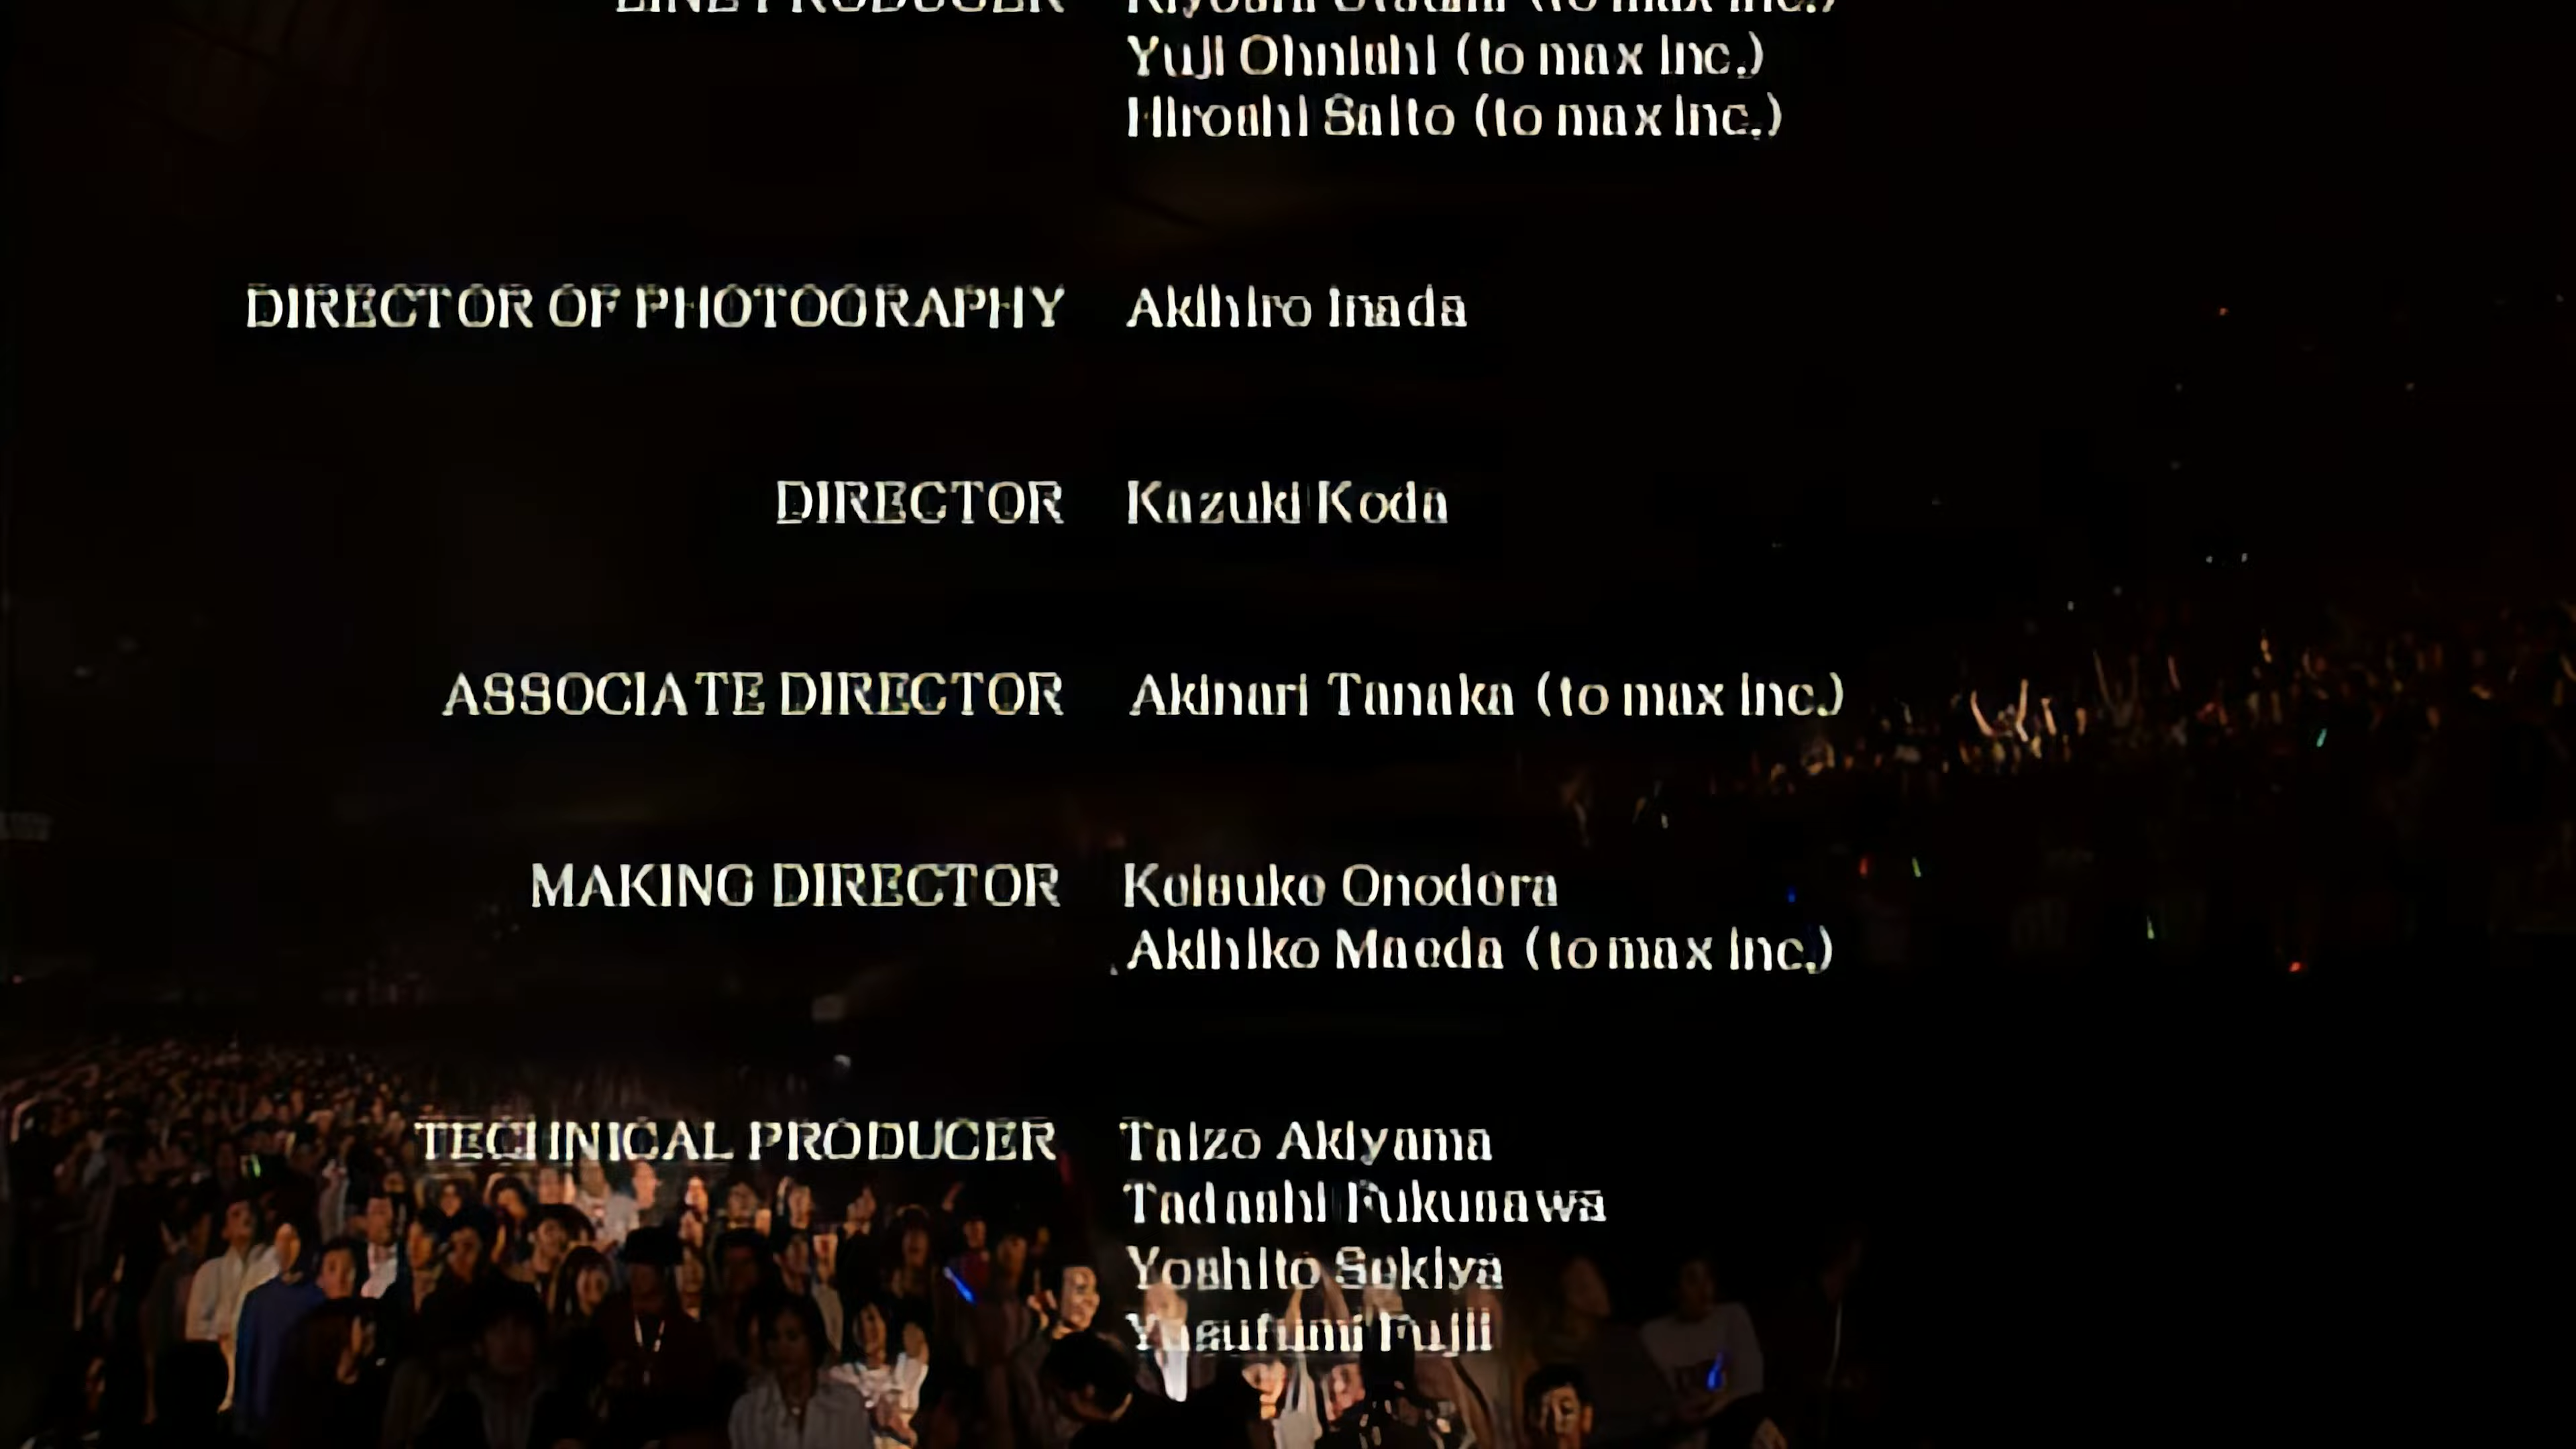 LINE PRODUCER
Yuji Ohnishi (to max inc.)
Hiroshi Saito (to max inc.)
DIRECTOR OF PHOTOGRAPHY Akihiro Inada
DIRECTOR Kazuki Koda
ASSOCIATE DIRECTOR Akinari Tanaka (to max inc.)
MAKING DIRECTOR Keisuke Onodera
Akihiko Maeda (to max inc.)
TECHNICAL PRODUCER Taizo Akiyama
Tadashi
Yoshito Sekiya
Yasufumi Fujii